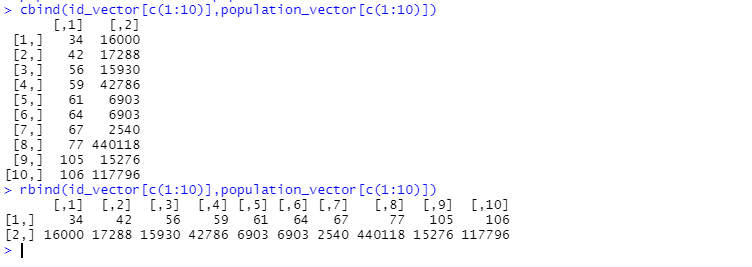 > cbind(id_vector[c(1:10)],population_vector[c(1:10)])
      [,1]   [,2]
 [1,]   34  16000
 [2,]   42  17288
 [3,]   56  15930
 [4,]   59  42786
 [5,]   61   6903
 [6,]   64   6903
 [7,]   67   2540
 [8,]   77 440118
 [9,]  105  15276
[10,]  106 117796
> rbind(id_vector[c(1:10)],population_vector[c(1:10)])
      [,1]  [,2]  [,3]  [,4] [,5] [,6] [,7]   [,8]  [,9]  [,10]
[1,]    34    42    56    59   61   64   67     77   105    106
[2,] 16000 17288 15930 42786 6903 6903 2540 440118 15276 117796
>